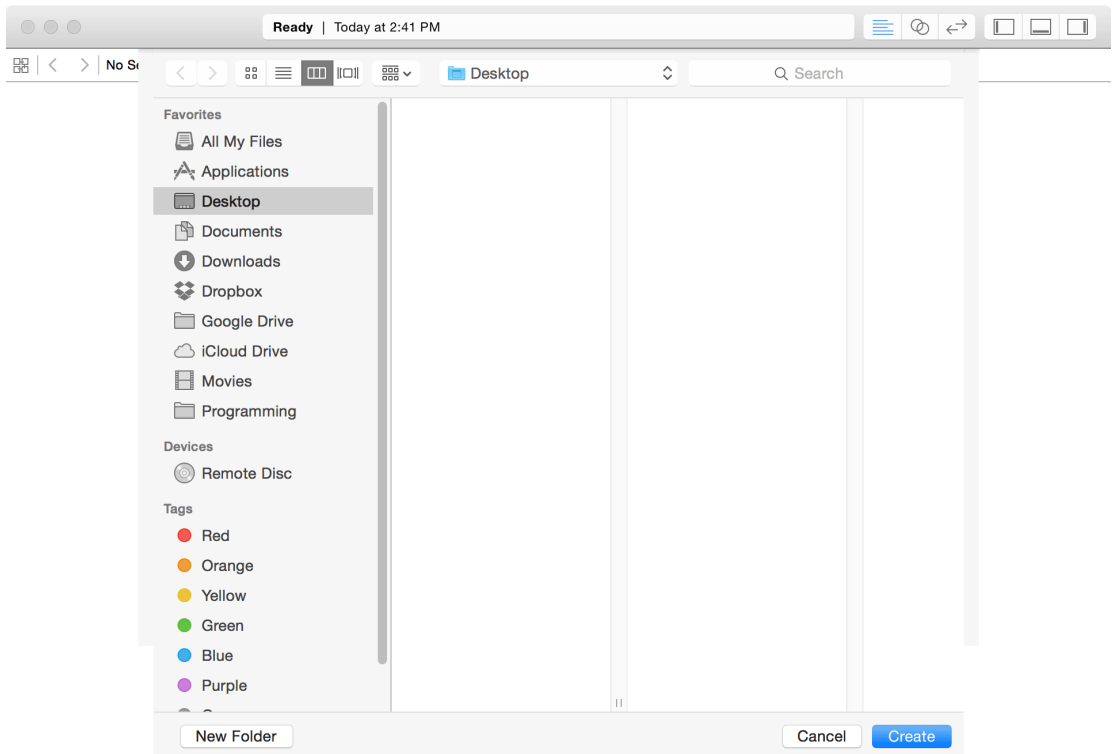 Ready | Today at 2:41 PM
No Se
Desktop
Search
Favorites
All My Files
Applications
Desktop
Documents
Downloads
Dropbox
Google Drive
iCloud Drive
Movies
Programming
Devices
Remote Disc
Tags
Red
Orange
Yellow
Green
Blue
Purple
New Folder
Cancel
Create